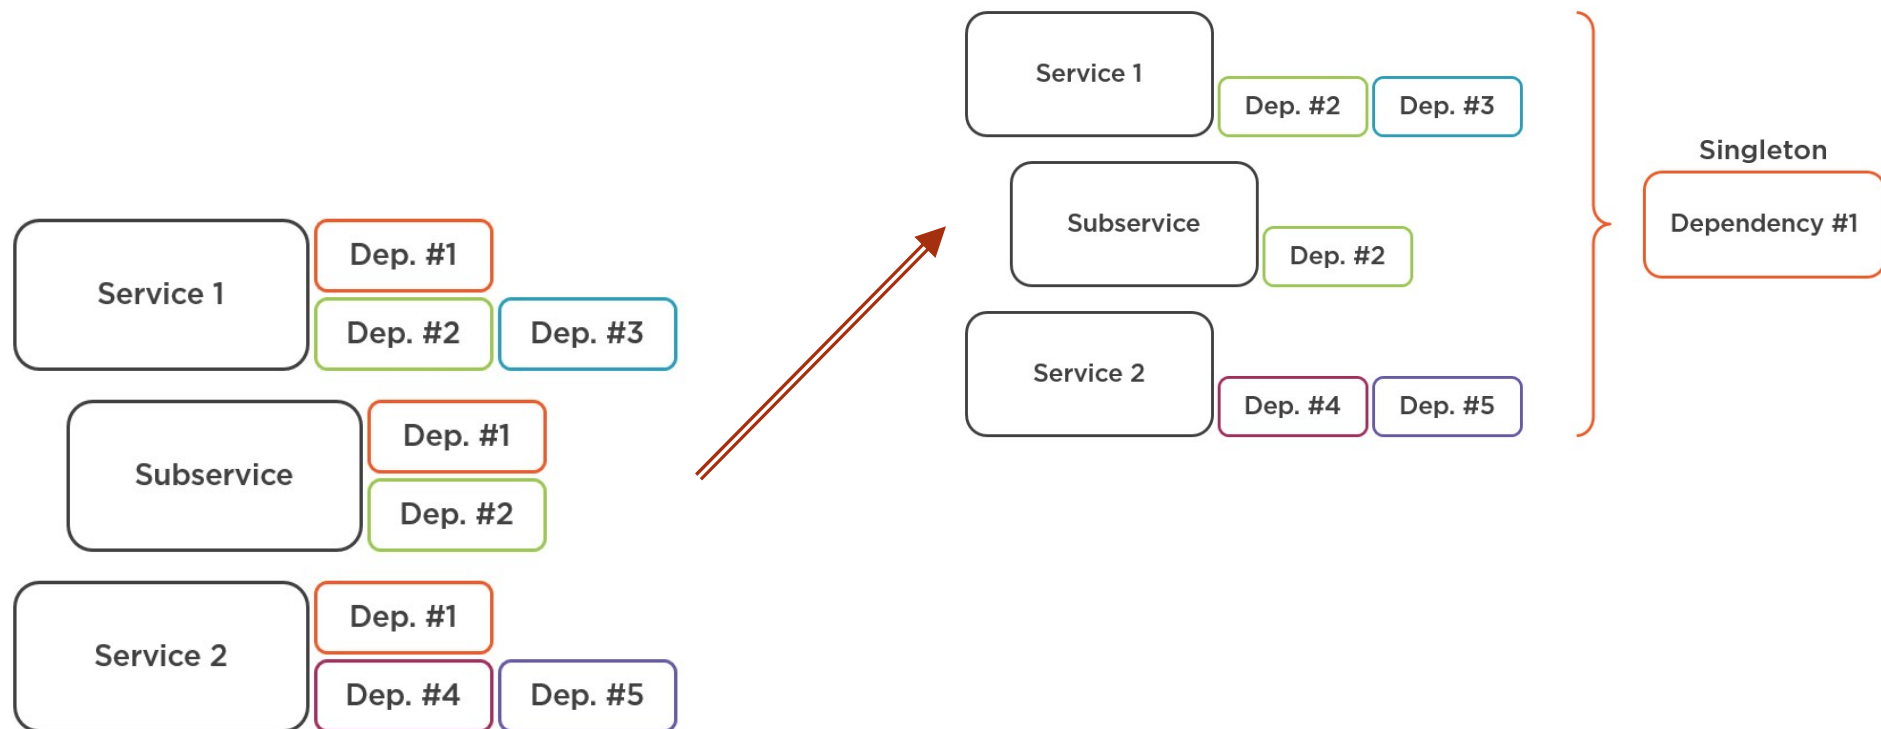 Service 1
Dep. #1
Dep. #2
Dep. #3
Subservice
Dep. #1
Dep. #2
Service 2
Dep. #1
Dep. #4
Dep. #5
Service 1
Dep. #2
Dep. #3
Subservice
Dep. #2
Service 2
Dep. #4
Dep. #5
Singleton
Dependency #1